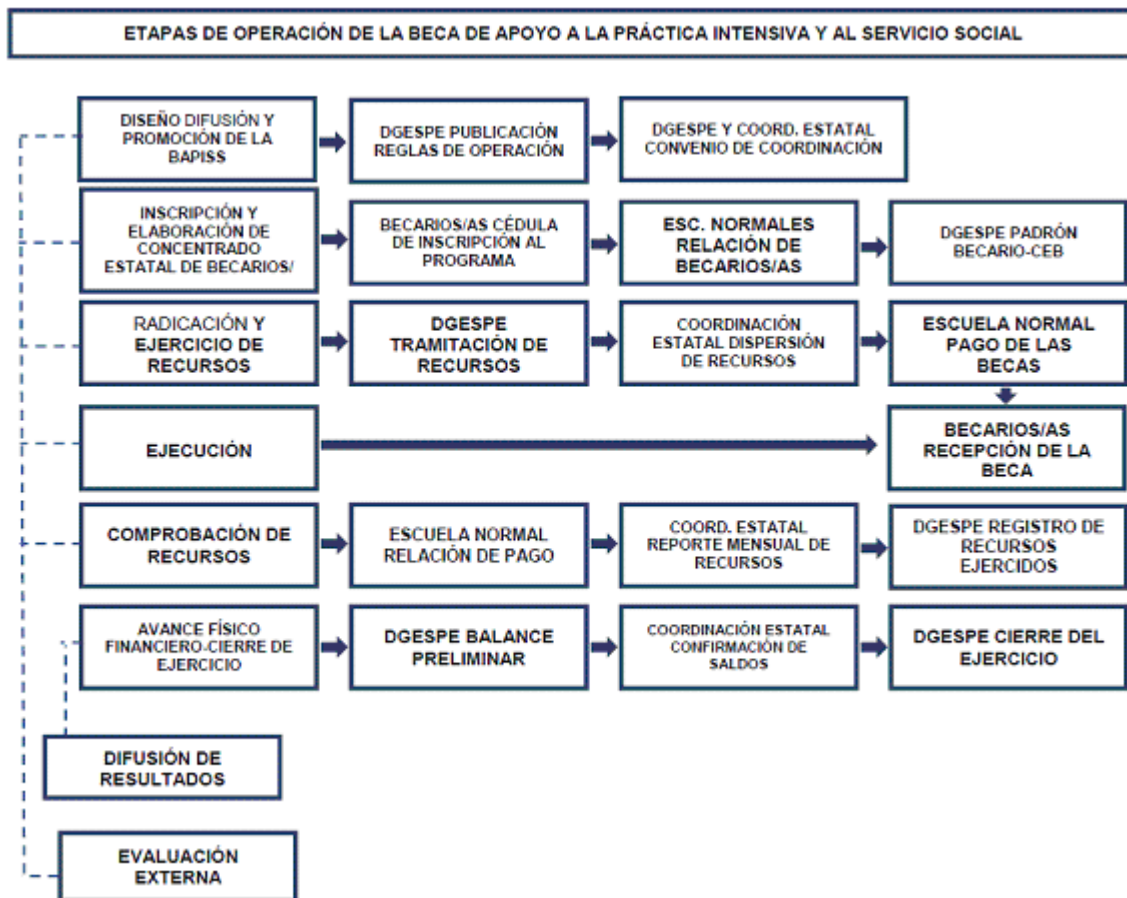 ETAPAS DE OPERACIÓN DE LA BECA DE APOYO A LA PRÁCTICA INTENSIVA Y AL SERVICIO SOCIAL
DISEÑO DIFUSIÓN Y
PROMOCIÓN DE LA
BAPISS
DGESPE PUBLICACIÓN
REGLAS DE OPERACIÓN
DGESPE Y COORD. ESTATAL
CONVENIO DE COORDINACIÓN
INSCRIPCIÓN Y
ELABORACIÓN DE
CONCENTRADO
ESTATAL DE BECARIOS/
BECARIOS/AS CÉDULA
DE INSCRIPCIÓN AL
PROGRAMA
ESC. NORMALES
RELACIÓN DE
BECARIOS/AS
DGESPE PADRÓN
BECARIO-CEB
RADICACIÓN Y
EJERCICIO DE
RECURSOS
DGESPE
TRAMITACIÓN DE
RECURSOS
COORDINACIÓN
ESTATAL DISPERSIÓN
DE RECURSOS
ESCUELA NORMAL
PAGO DE LAS
BECAS
EJECUCIÓN
BECARIOS/AS
RECEPCIÓN DE LA
BECA
COMPROBACIÓN DE
RECURSOS
ESCUELA NORMAL
RELACIÓN DE PAGO
COORD. ESTATAL
REPORTE MENSUAL DE
RECURSOS
DGESPE REGISTRO DE
RECURSOS
EJERCIDOS
AVANCE FÍSICO
FINANCIERO-CIERRE DE
EJERCICIO
DGESPE BALANCE
PRELIMINAR
COORDINACIÓN ESTATAL
CONFIRMACIÓN DE
SALDOS
DGESPE CIERRE DEL
EJERCICIO
DIFUSIÓN DE
RESULTADOS
EVALUACIÓN
EXTERNA